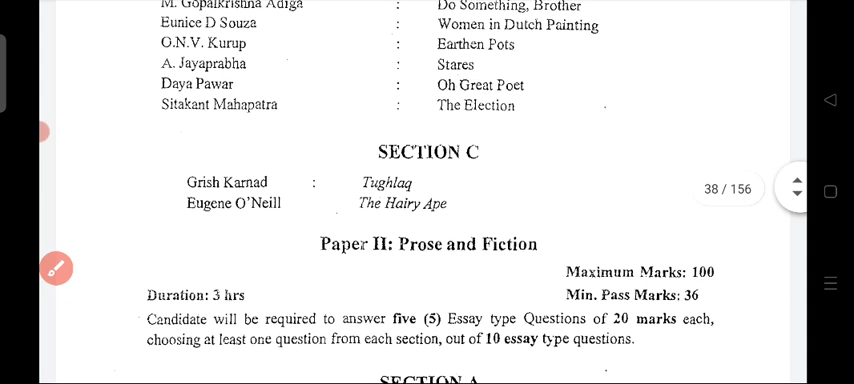 M. Gopalkrishna Adiga : Do Something, Brother
Eunice D Souza : Women in Dutch Painting
O.N.V. Kurup : Earthen Pots
A. Jayaprabha : Stares
Daya Pawar : Oh Great Poet
Sitakant Mahapatra : The Election
SECTION C
Grish Karnad : Tughlaq
Eugene O'Neill The Hairy Ape
38 / 156
Paper II: Prose and Fiction
Maximum Marks: 100
Duration: 3 hrs Min. Pass Marks: 36
Candidate will be required to answer five (5) Essay type Questions of 20 marks each,
choosing at least one question from each section, out of 10 essay type questions.
SECTION A